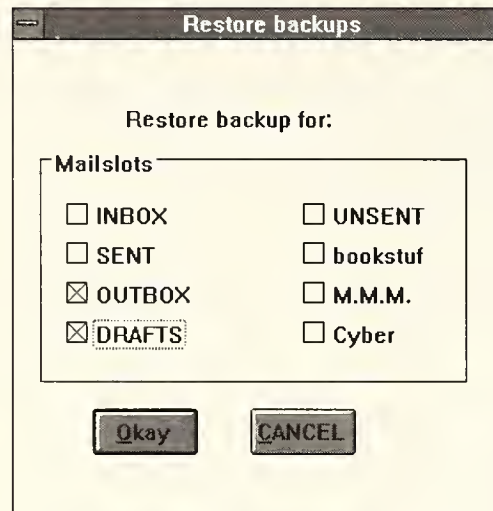 Restore backups
Restore backup for:
Mailslots
INBOX
UNSENT
SENT
bookstuf
OUTBOX
M.M.M.
DRAFTS
Cyber
Okay
CANCEL